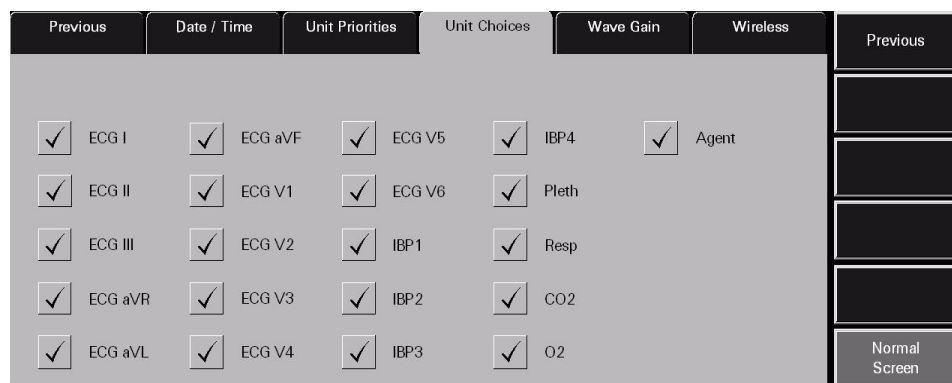 Previous Date / Time Unit Priorities Unit Choices Wave Gain Wireless Previous
ECG I ECG aVF ECG V5 IBP4 Agent
ECG II ECG V1 ECG V6 Pleth
ECG III ECG V2 IBP1 Resp
ECG aVR ECG V3 IBP2 CO2
ECG aVL ECG V4 IBP3 O2
Normal
Screen